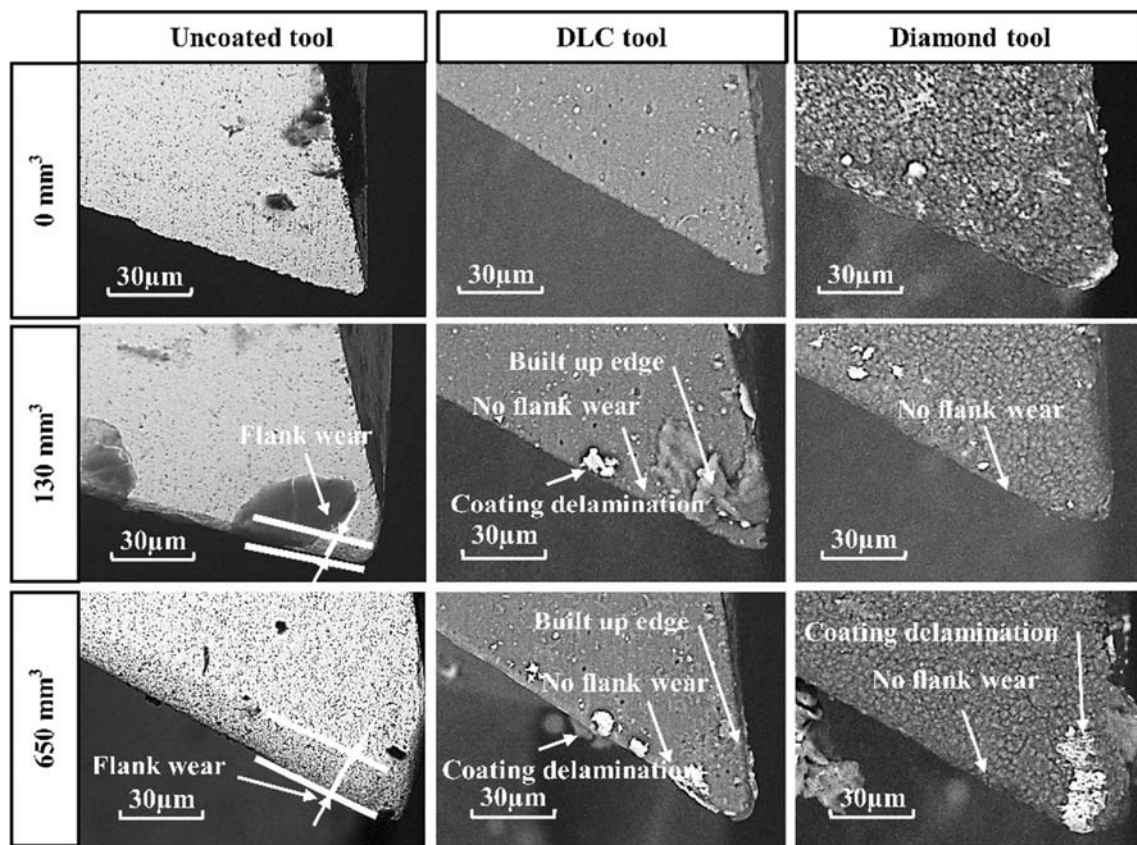 Uncoated tool
DLC tool
Diamond tool
0 mm³
30μm
30μm
30μm
130 mm³
Flank wear
30μm
Built up edge
No flank wear
Coating delamination
30μm
No flank wear
30μm
650 mm³
Flank wear
30μm
Built up edge
No flank wear
Coating delamination
30μm
Coating delamination
No flank wear
30μm